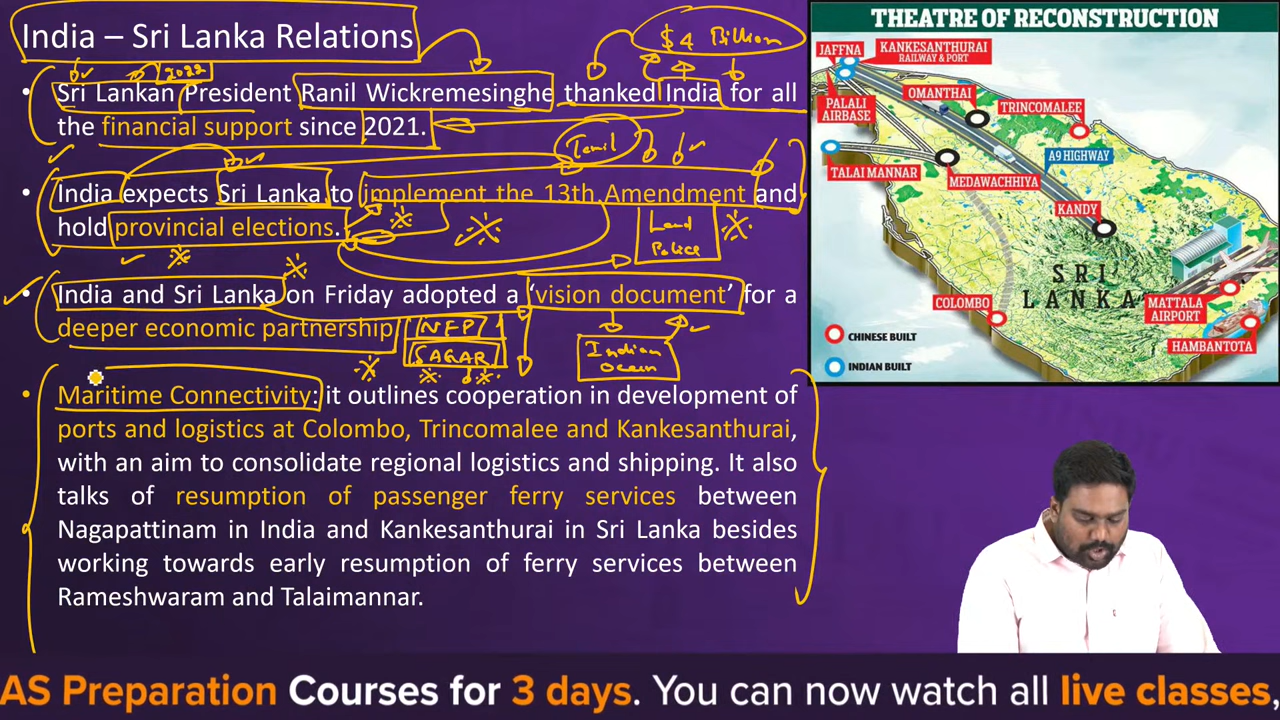 India – Sri Lanka Relations
$4 Billion
2022
• Sri Lankan President Ranil Wickremesinghe thanked India for all
the financial support since 2021.
Tamil
• India expects Sri Lanka to implement the 13th Amendment and
hold provincial elections.
Land
Police
• India and Sri Lanka on Friday adopted a ‘vision document’ for a
deeper economic partnership
NFP
SAGAR
Indian
Ocean
• Maritime Connectivity: it outlines cooperation in development of
ports and logistics at Colombo, Trincomalee and Kankesanthurai,
with an aim to consolidate regional logistics and shipping. It also
talks of resumption of passenger ferry services between
Nagapattinam in India and Kankesanthurai in Sri Lanka besides
working towards early resumption of ferry services between
Rameshwaram and Talaimannar.
THEATRE OF RECONSTRUCTION
JAFFNA
KANKESANTHURAI
RAILWAY & PORT
OMANTHAI
PALALI
AIRBASE
TRINCOMALEE
A9 HIGHWAY
TALAI MANNAR
MEDAWACHHIYA
KANDY
SRI
LANKA
COLOMBO
MATTALA
AIRPORT
HAMBANTOTA
CHINESE BUILT
INDIAN BUILT
AS Preparation Courses for 3 days. You can now watch all live classes,